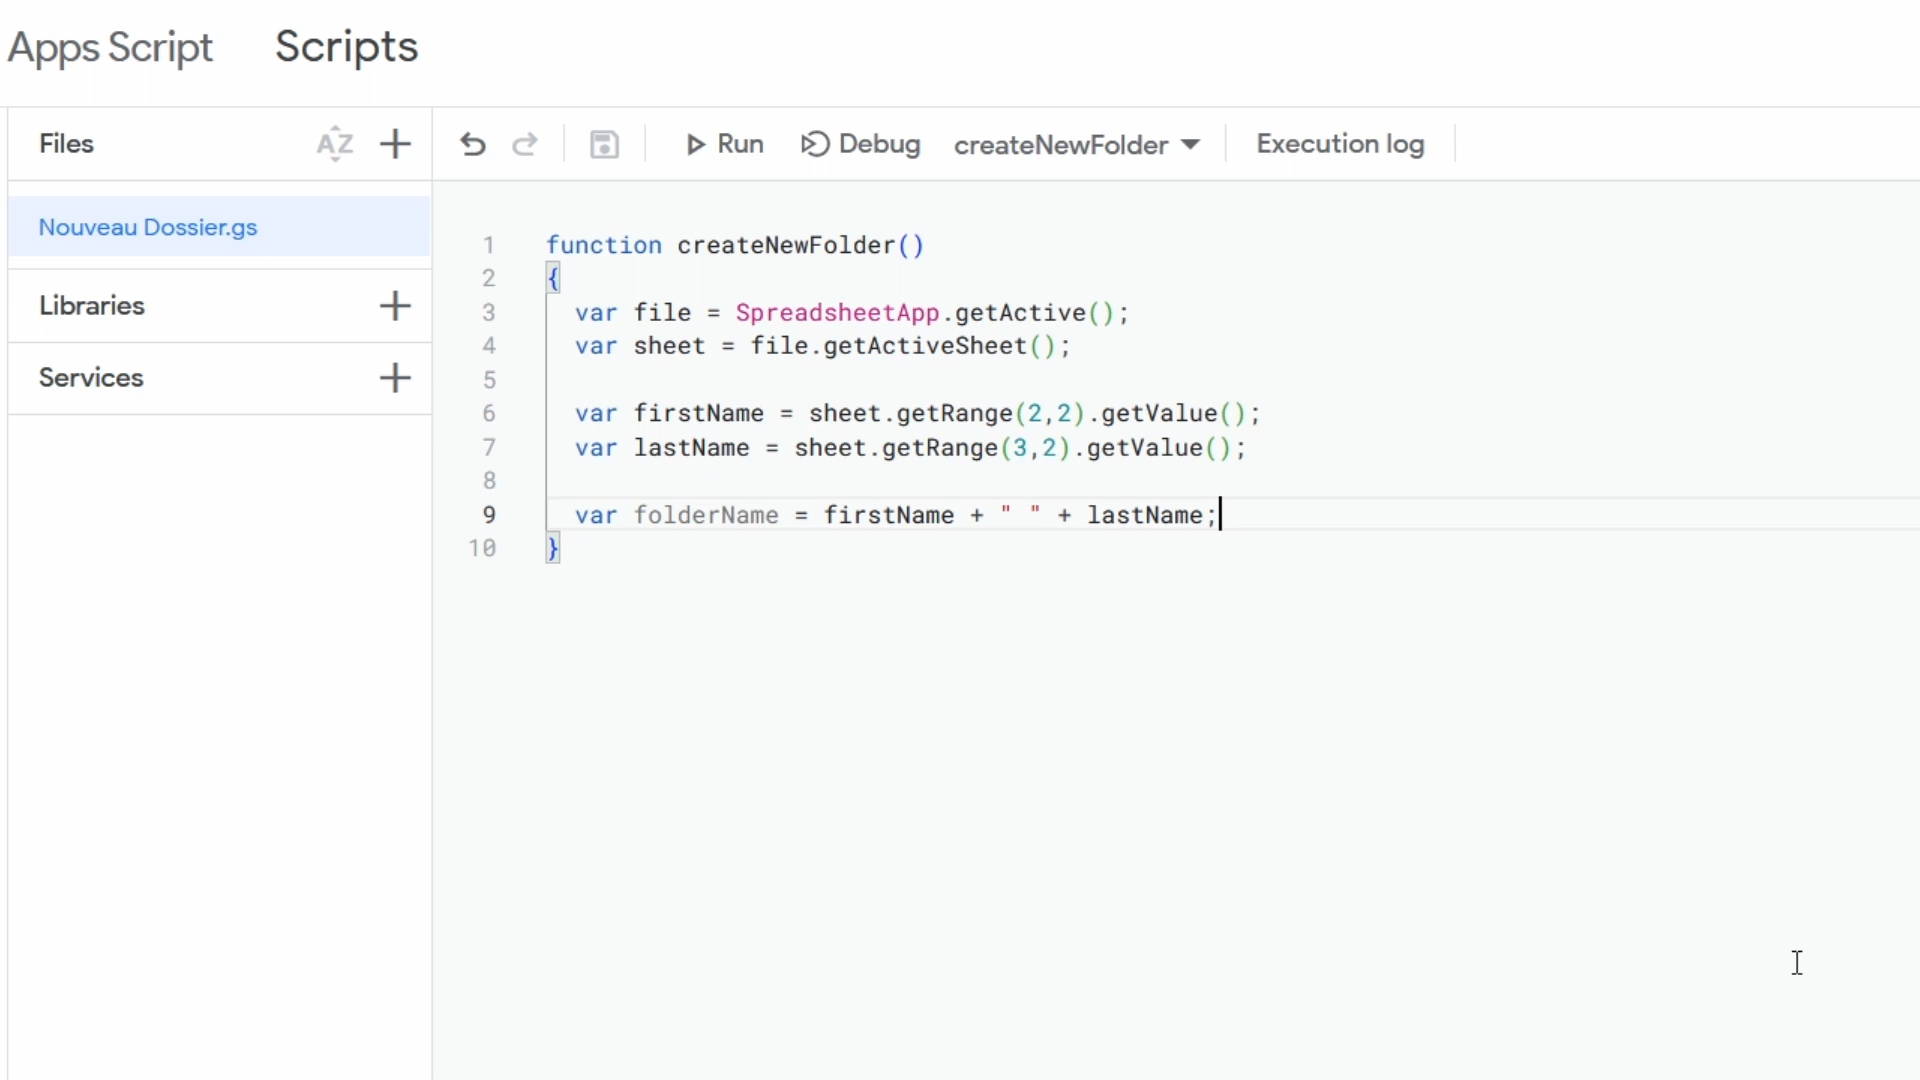 Apps Script Scripts
Files AZ
Run Debug createNewFolder Execution log
Nouveau Dossier.gs
Libraries
Services
1 function createNewFolder()
2 {
3 var file = SpreadsheetApp.getActive();
4 var sheet = file.getActiveSheet();
5
6 var firstName = sheet.getRange(2,2).getValue();
7 var lastName = sheet.getRange(3,2).getValue();
8
9 var folderName = firstName + " " + lastName;
10 }